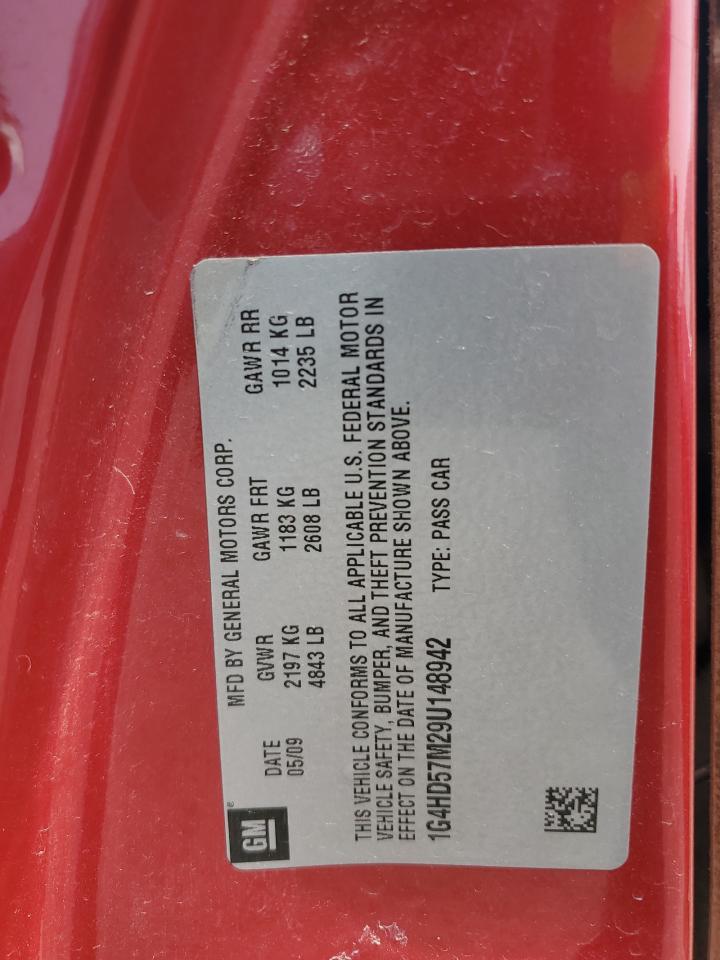 GM®
MFD BY GENERAL MOTORS CORP.
DATE GVWR GAWR FRT GAWR RR
05/09 2197 KG 1183 KG 1014 KG
4843 LB 2608 LB 2235 LB
THIS VEHICLE CONFORMS TO ALL APPLICABLE U.S. FEDERAL MOTOR
VEHICLE SAFETY, BUMPER, AND THEFT PREVENTION STANDARDS IN
EFFECT ON THE DATE OF MANUFACTURE SHOWN ABOVE.
1G4HD57M29U148942 TYPE: PASS CAR